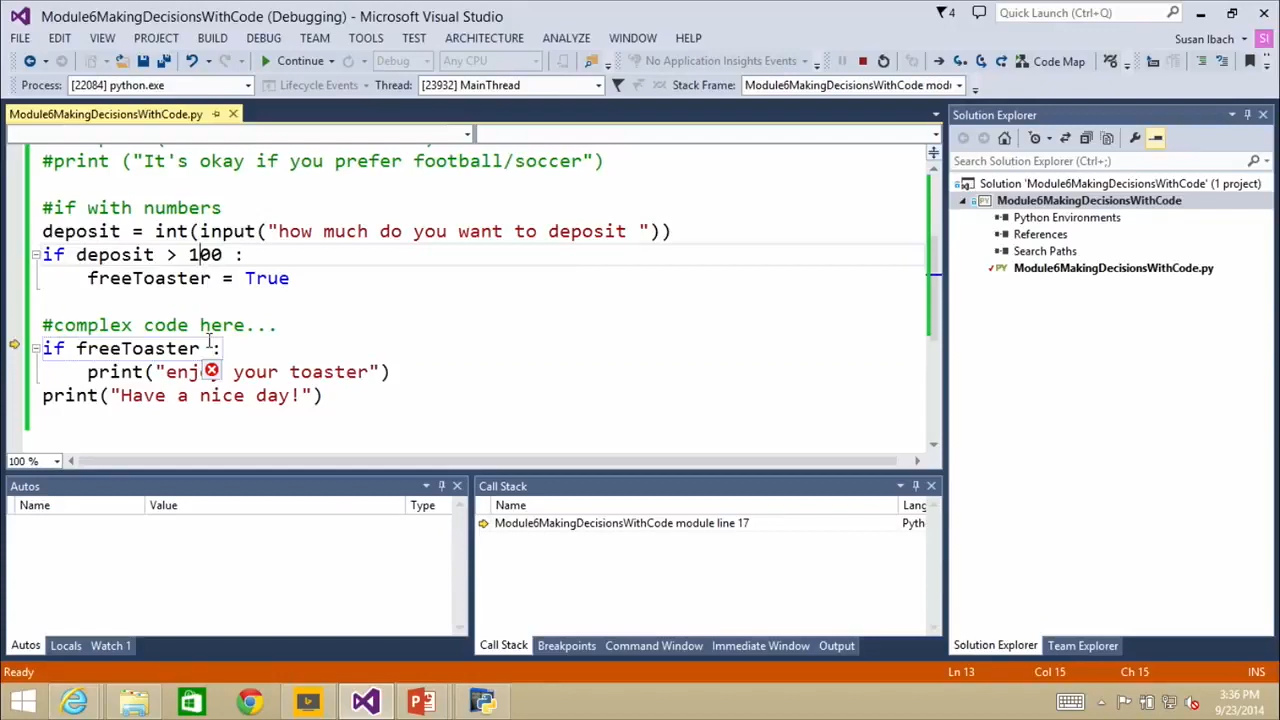 Module6MakingDecisionsWithCode (Debugging) - Microsoft Visual Studio
4
Quick Launch (Ctrl+Q)
FILE EDIT VIEW PROJECT BUILD DEBUG TEAM TOOLS TEST ARCHITECTURE ANALYZE WINDOW HELP
Susan Ibach SI
Continue Debug Any CPU No Application Insights Events Code Map
Process: [22084] python.exe Lifecycle Events Thread: [23932] MainThread Stack Frame: Module6MakingDecisionsWithCode modul
Module6MakingDecisionsWithCode.py
#print ("It's okay if you prefer football/soccer")
#if with numbers
deposit = int(input("how much do you want to deposit "))
if deposit > 100 :
freeToaster = True
#complex code here...
if freeToaster :
print("enjoy your toaster")
print("Have a nice day!")
100 %
Solution Explorer
Search Solution Explorer (Ctrl+;)
Solution 'Module6MakingDecisionsWithCode' (1 project)
Module6MakingDecisionsWithCode
Python Environments
References
Search Paths
PY Module6MakingDecisionsWithCode.py
Autos
Name Value Type
Call Stack
Name Lang
Module6MakingDecisionsWithCode module line 17 Pyth
Autos Locals Watch 1
Call Stack Breakpoints Command Window Immediate Window Output
Solution Explorer Team Explorer
Ready Ln 13 Col 15 Ch 15 INS
3:36 PM
9/23/2014